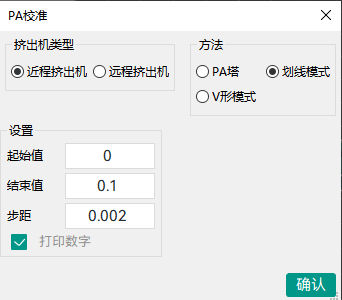 PA校准
挤出机类型
近程挤出机 远程挤出机
方法
PA塔 划线模式
V形模式
设置
起始值 0
结束值 0.1
步距 0.002
打印数字
确认